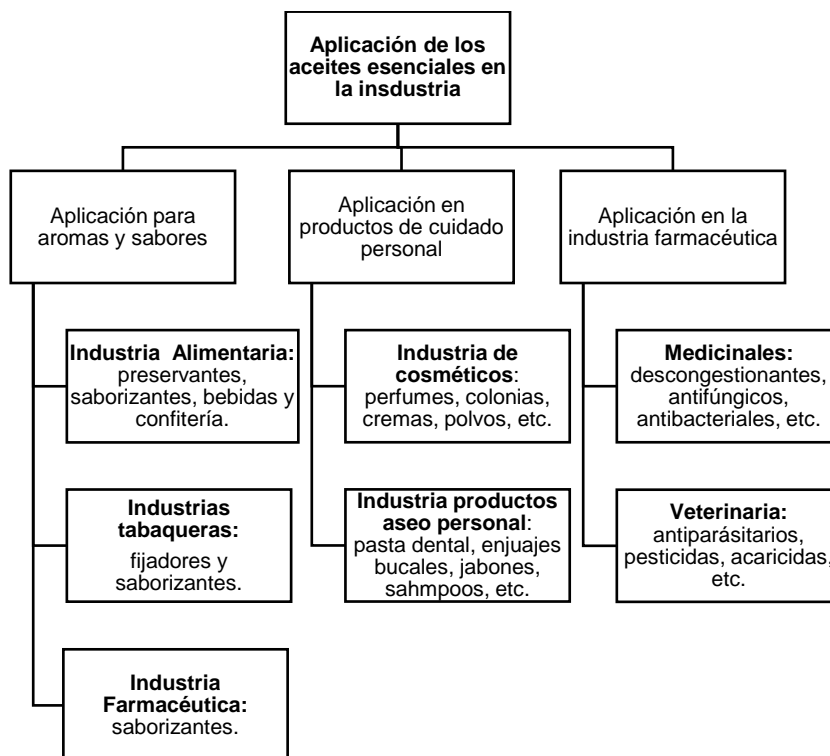 Aplicación de los
aceites esenciales en
la insdustria
Aplicación para
aromas y sabores
Aplicación en
productos de cuidado
personal
Aplicación en la
industria farmacéutica
Industria Alimentaria:
preservantes,
saborizantes, bebidas y
confitería.
Industria de
cosméticos:
perfumes, colonias,
cremas, polvos, etc.
Medicinales:
descongestionantes,
antifúngicos,
antibacteriales, etc.
Industrias
tabaqueras:
fijadores y
saborizantes.
Industria productos
aseo personal:
pasta dental, enjuajes
bucales, jabones,
sahmpoos, etc.
Veterinaria:
antiparásitarios,
pesticidas, acaricidas,
etc.
Industria
Farmacéutica:
saborizantes.